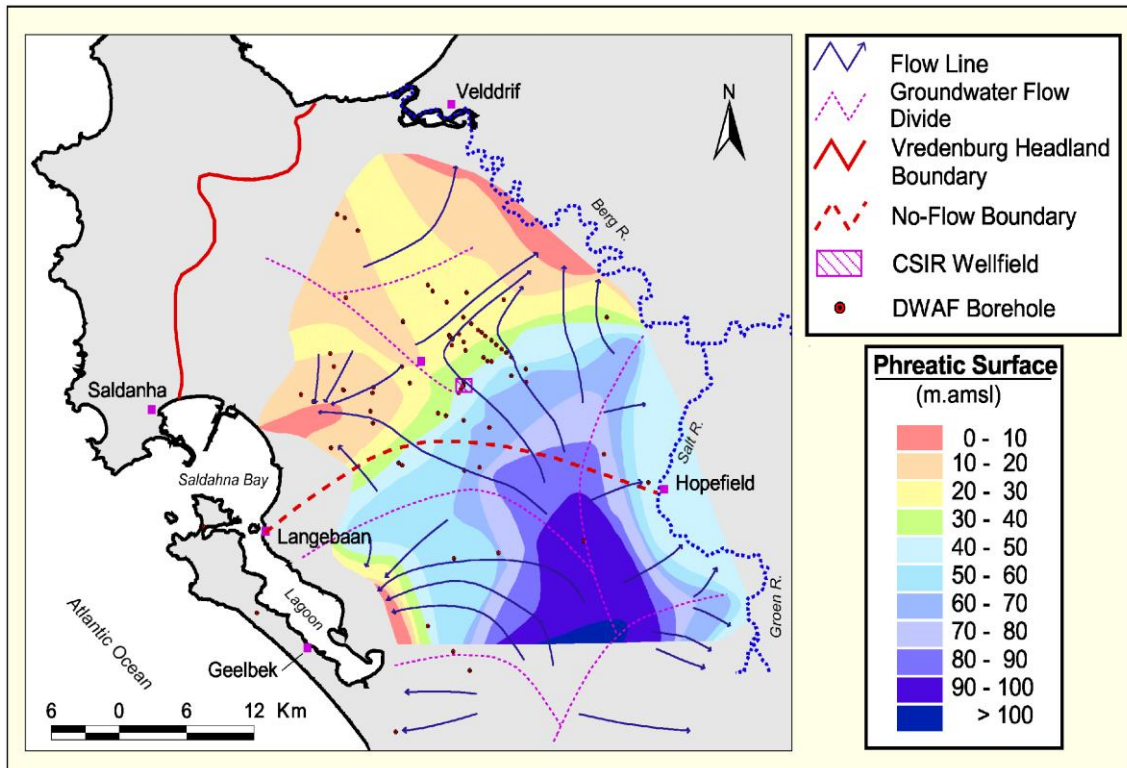 Velddrif
N
Berg R.
Saldanha
Salt R.
Saldahna Bay
Hopefield
Langebaan
Lagoon
Groen R.
Atlantic Ocean
Geelbek
6 0 6 12 Km
Flow Line
Groundwater Flow
Divide
Vredenburg Headland
Boundary
No-Flow Boundary
CSIR Wellfield
DWAF Borehole
Phreatic Surface
(m.amsl)
0 - 10
10 - 20
20 - 30
30 - 40
40 - 50
50 - 60
60 - 70
70 - 80
80 - 90
90 - 100
> 100